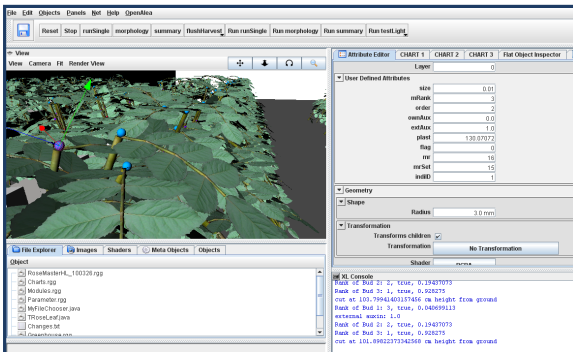 File Edit Objects Panels Net Help OpenAlea
Reset Stop runSingle morphology summary flushHarvest Run runSingle Run morphology Run summary Run testLight
View
View Camera Fit Render View
File Explorer Images Shaders Meta Objects Objects
Object
RoseMasterHL_100326.rgg
Charts.rgg
Modules.rgg
Parameter.rgg
MyFileChooser.java
TRoseLeaf.java
Changes.txt
Attribute Editor CHART 1 CHART 2 CHART 3 Flat Object Inspector
Layer 0
User Defined Attributes
size 0.01
mRank 3
order 2
ownAux 0.0
extAux 1.0
plast 130.07072
flag 0
mr 16
mrSet 15
indiID 1
Geometry
Shape
Radius 3.0 mm
Transformation
Transforms children
Transformation No Transformation
Shader RGBA
XL Console
Rank of Bud 2: 2, true, 0.19437073
Rank of Bud 3: 1, true, 0.928275
cut at 103.79941403157456 cm height from ground
Rank of Bud 1: 3, true, 0.040699113
external auxin: 1.0
Rank of Bud 2: 2, true, 0.19437073
Rank of Bud 3: 1, true, 0.928275
cut at 101.89822373342568 cm height from ground